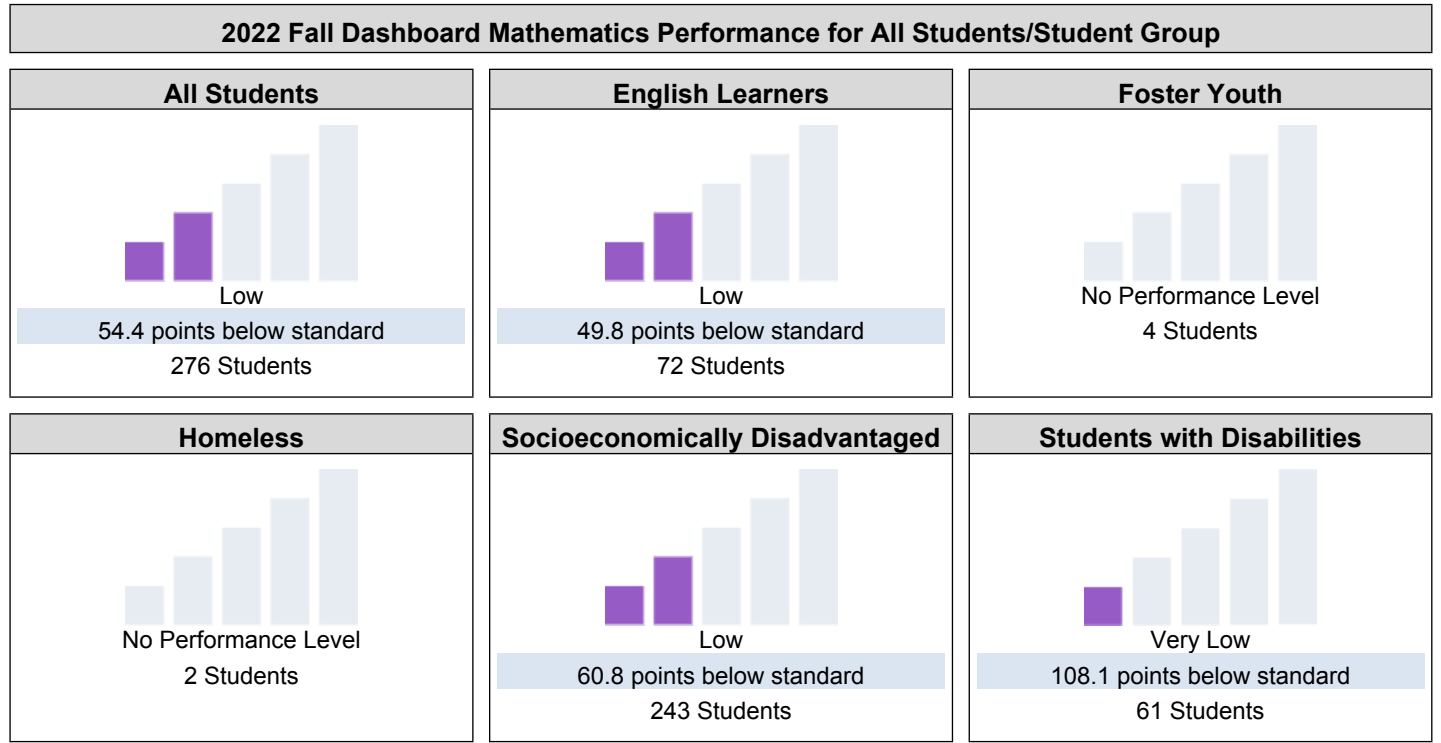 2022 Fall Dashboard Mathematics Performance for All Students/Student Group
All Students
Low
54.4 points below standard
276 Students
English Learners
Low
49.8 points below standard
72 Students
Foster Youth
No Performance Level
4 Students
Homeless
No Performance Level
2 Students
Socioeconomically Disadvantaged
Low
60.8 points below standard
243 Students
Students with Disabilities
Very Low
108.1 points below standard
61 Students